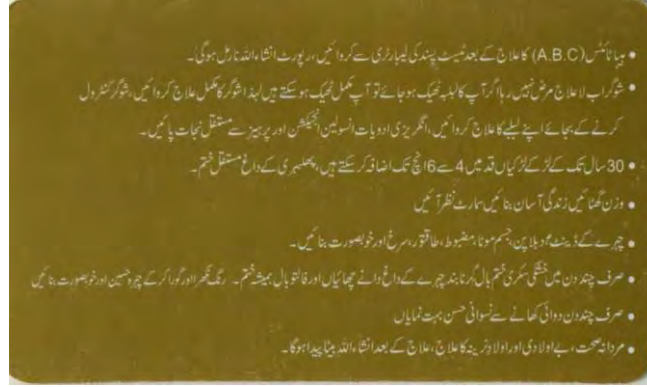 • ہیپاٹائٹس (A.B.C) کا علاج کے بعد ٹیسٹ پسند کی لیبارٹری سے کروائیں، رپورٹ انشاءاللہ نارمل ہوگی۔
• شوگر اب لا علاج مرض نہیں رہا اگر آپ کا لبلبہ ٹھیک ہو جائے تو آپ مکمل ٹھیک ہو سکتے ہیں لہذا شوگر کا مکمل علاج کروائیں، شوگر کنٹرول
کرنے کے بجائے اپنے لبلبے کا علاج کروائیں، انگریزی ادویات انسولین انجیکشن اور پرہیز سے مستقل نجات پائیں۔
• 30 سال تک کے لڑکے لڑکیاں قد میں 4 سے 6 انچ تک اضافہ کر سکتے ہیں، پھلبہری کے داغ مستقل ختم۔
• وزن گھٹائیں زندگی آسان بنائیں سمارٹ نظر آئیں
• چہرے کے ڈینٹ، دبلا پن، جسم موٹا، مضبوط، طاقتور، سرخ اور خوبصورت بنائیں۔
• صرف چند دن میں خشکی سکری ختم بال گرنا بند چہرے کے داغ دانے چھائیاں اور فالتو بال ہمیشہ ختم۔ رنگ نکھرا اور گورا کر کے چہرہ حسین اور خوبصورت بنائیں
• صرف چند دن دوائی کھانے سے نسوانی حسن بہت نمایاں
• مردانہ صحت، بے اولادی اور اولاد نرینہ کا علاج، علاج کے بعد انشاءاللہ بیٹا پیدا ہوگا۔